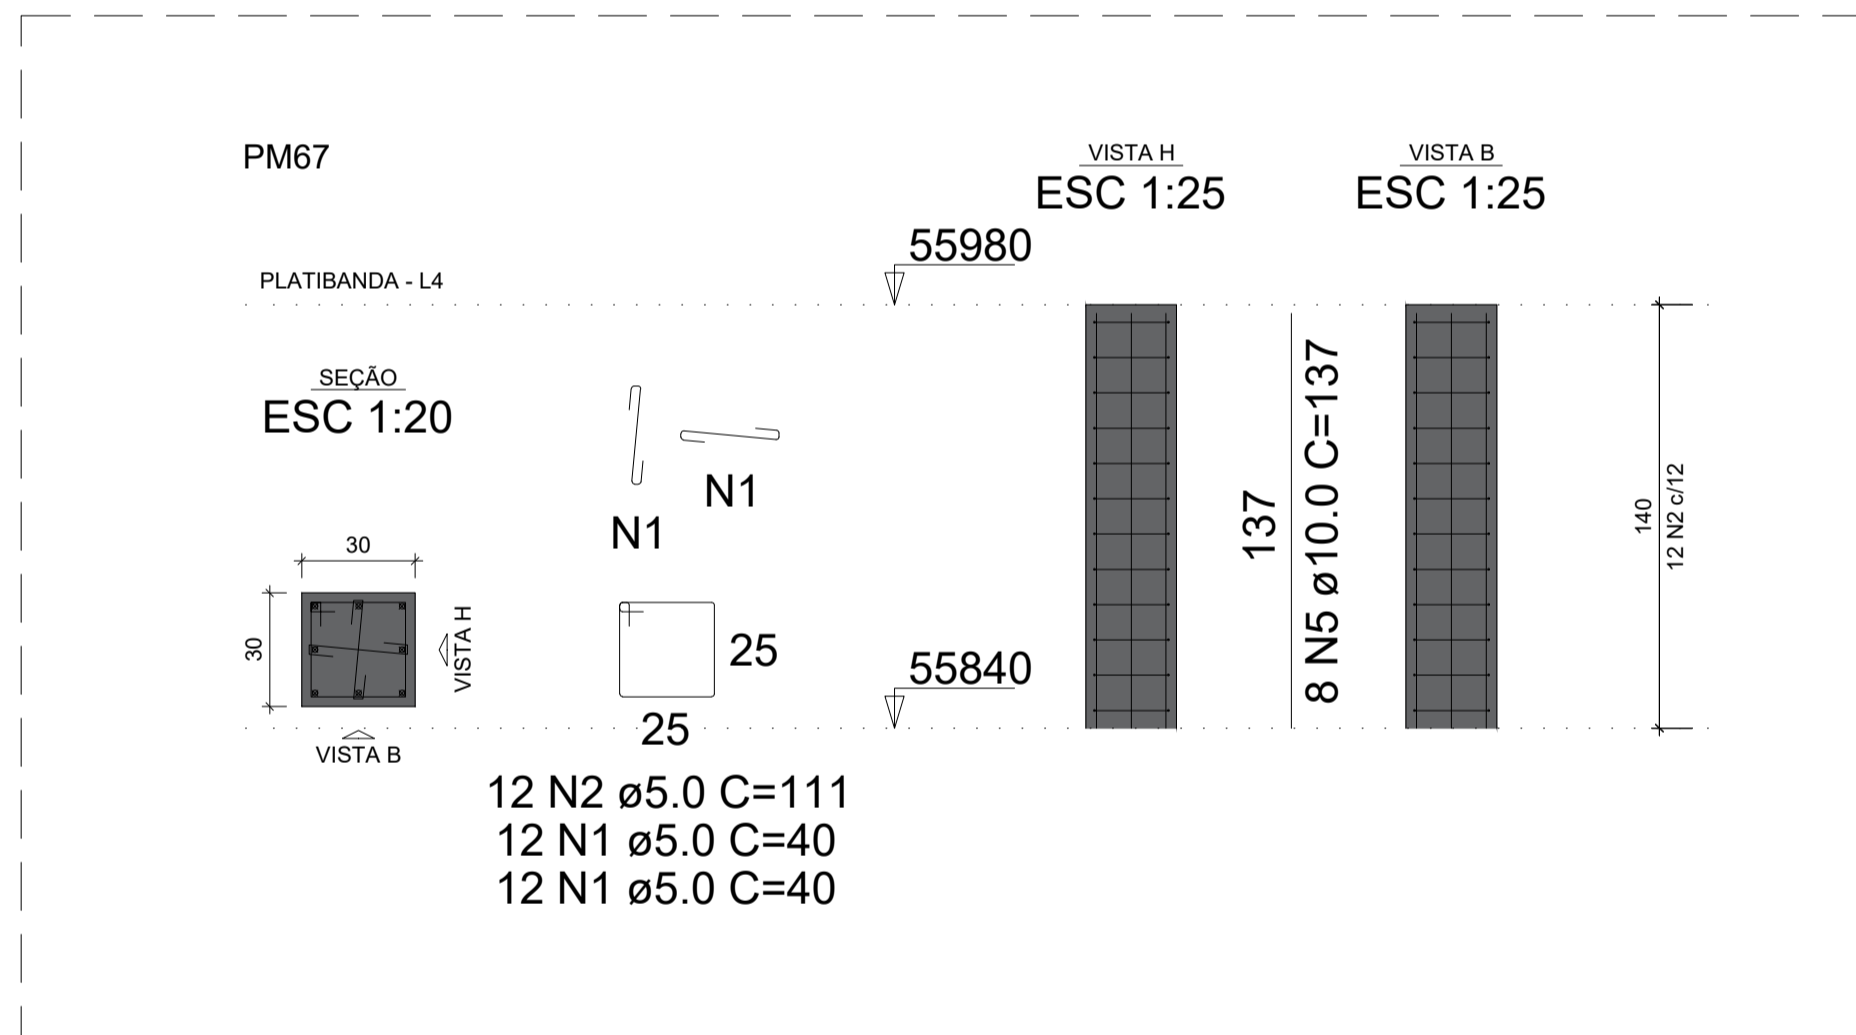 PM67
VISTA H
ESC 1:25
VISTA B
ESC 1:25
55980
PLATIBANDA - L4
SEÇÃO
ESC 1:20
N1
N1
30
30
VISTA H
VISTA B
25
25
55840
137
8 N5 ø10.0 C=137
140
12 N2 c/12
12 N2 ø5.0 C=111
12 N1 ø5.0 C=40
12 N1 ø5.0 C=40